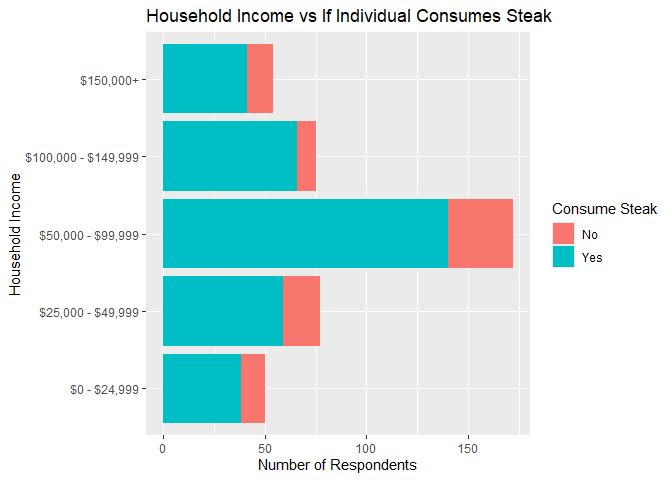 Household Income vs If Individual Consumes Steak
Household Income
$150,000+
$100,000 - $149,999
$50,000 - $99,999
$25,000 - $49,999
$0 - $24,999
0
50
100
150
Number of Respondents
Consume Steak
No
Yes